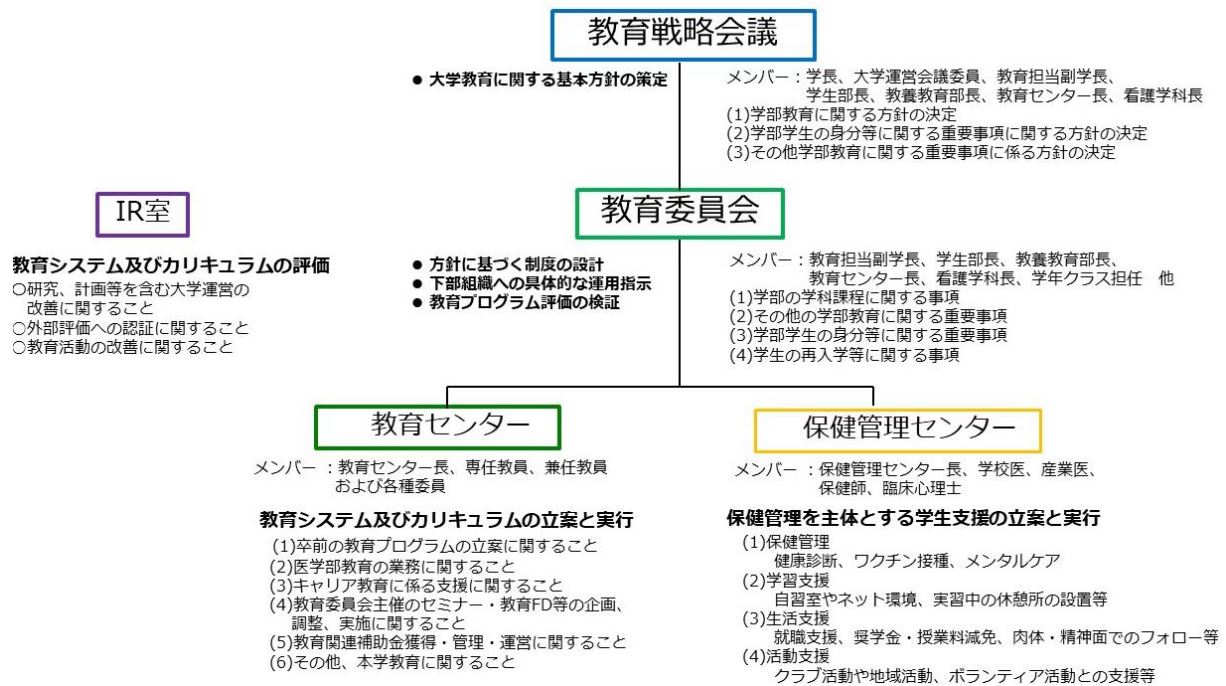 教育戦略会議
● 大学教育に関する基本方針の策定
メンバー：学長、大学運営会議委員、教育担当副学長、
学生部長、教養教育部長、教育センター長、看護学科長
(1)学部教育に関する方針の決定
(2)学部学生の身分等に関する重要事項に関する方針の決定
(3)その他学部教育に関する重要事項に係る方針の決定
IR室
教育システム及びカリキュラムの評価
○研究、計画等を含む大学運営の
改善に関すること
○外部評価への認証に関すること
○教育活動の改善に関すること
教育委員会
● 方針に基づく制度の設計
● 下部組織への具体的な運用指示
● 教育プログラム評価の検証
メンバー：教育担当副学長、学生部長、教養教育部長、
教育センター長、看護学科長、学年クラス担任　他
(1)学部の学科課程に関する事項
(2)その他の学部教育に関する重要事項
(3)学部学生の身分等に関する重要事項
(4)学生の再入学等に関する事項
教育センター
メンバー ：教育センター長、専任教員、兼任教員
および各種委員
教育システム及びカリキュラムの立案と実行
(1)卒前の教育プログラムの立案に関すること
(2)医学部教育の業務に関すること
(3)キャリア教育に係る支援に関すること
(4)教育委員会主催のセミナー・教育FD等の企画、
調整、実施に関すること
(5)教育関連補助金獲得・管理・運営に関すること
(6)その他、本学教育に関すること
保健管理センター
メンバー ：保健管理センター長、学校医、産業医、
保健師、臨床心理士
保健管理を主体とする学生支援の立案と実行
(1)保健管理
健康診断、ワクチン接種、メンタルケア
(2)学習支援
自習室やネット環境、実習中の休憩所の設置等
(3)生活支援
就職支援、奨学金・授業料減免、肉体・精神面でのフォロー等
(4)活動支援
クラブ活動や地域活動、ボランティア活動との支援等